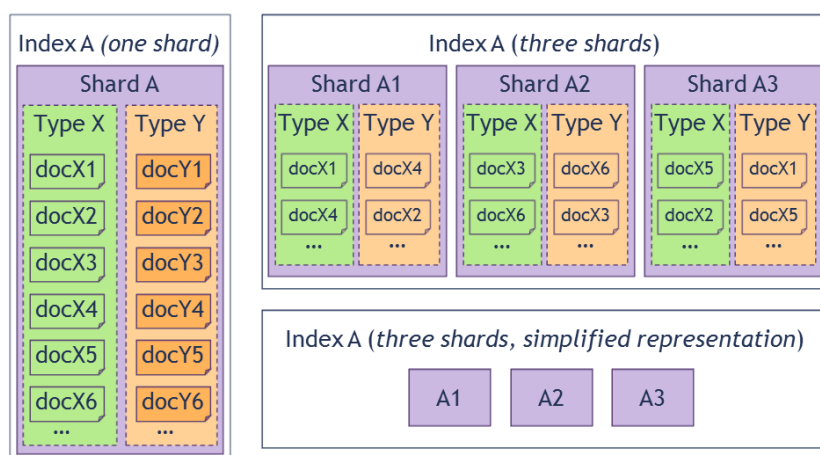 Index A (one shard)
Shard A
Type X Type Y
docX1 docY1
docX2 docY2
docX3 docY3
docX4 docY4
docX5 docY5
docX6 docY6
... ...
Index A (three shards)
Shard A1 Shard A2 Shard A3
Type X Type Y Type X Type Y Type X Type Y
docX1 docX4 docX3 docX6 docX5 docX1
docX4 docX2 docX6 docX3 docX2 docX5
... ... ... ... ... ...
Index A (three shards, simplified representation)
A1 A2 A3